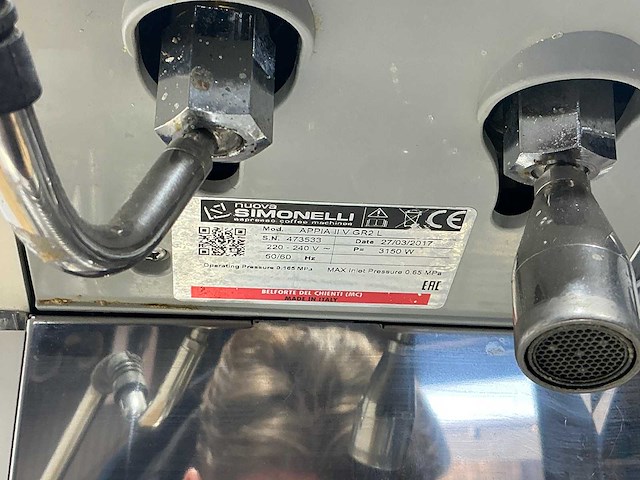 nuova
SIMONELLI
espresso coffee machines
CE
Mod. APPIA II V GR2 L
S.N. 473533 Date 27/03/2017
220 - 240 V ~ P= 3150 W
50/60 Hz
Operating Pressure 0.165 MPa MAX Inlet Pressure 0.65 MPa
EAC
BELFORTE DEL CHIENTI (MC)
MADE IN ITALY